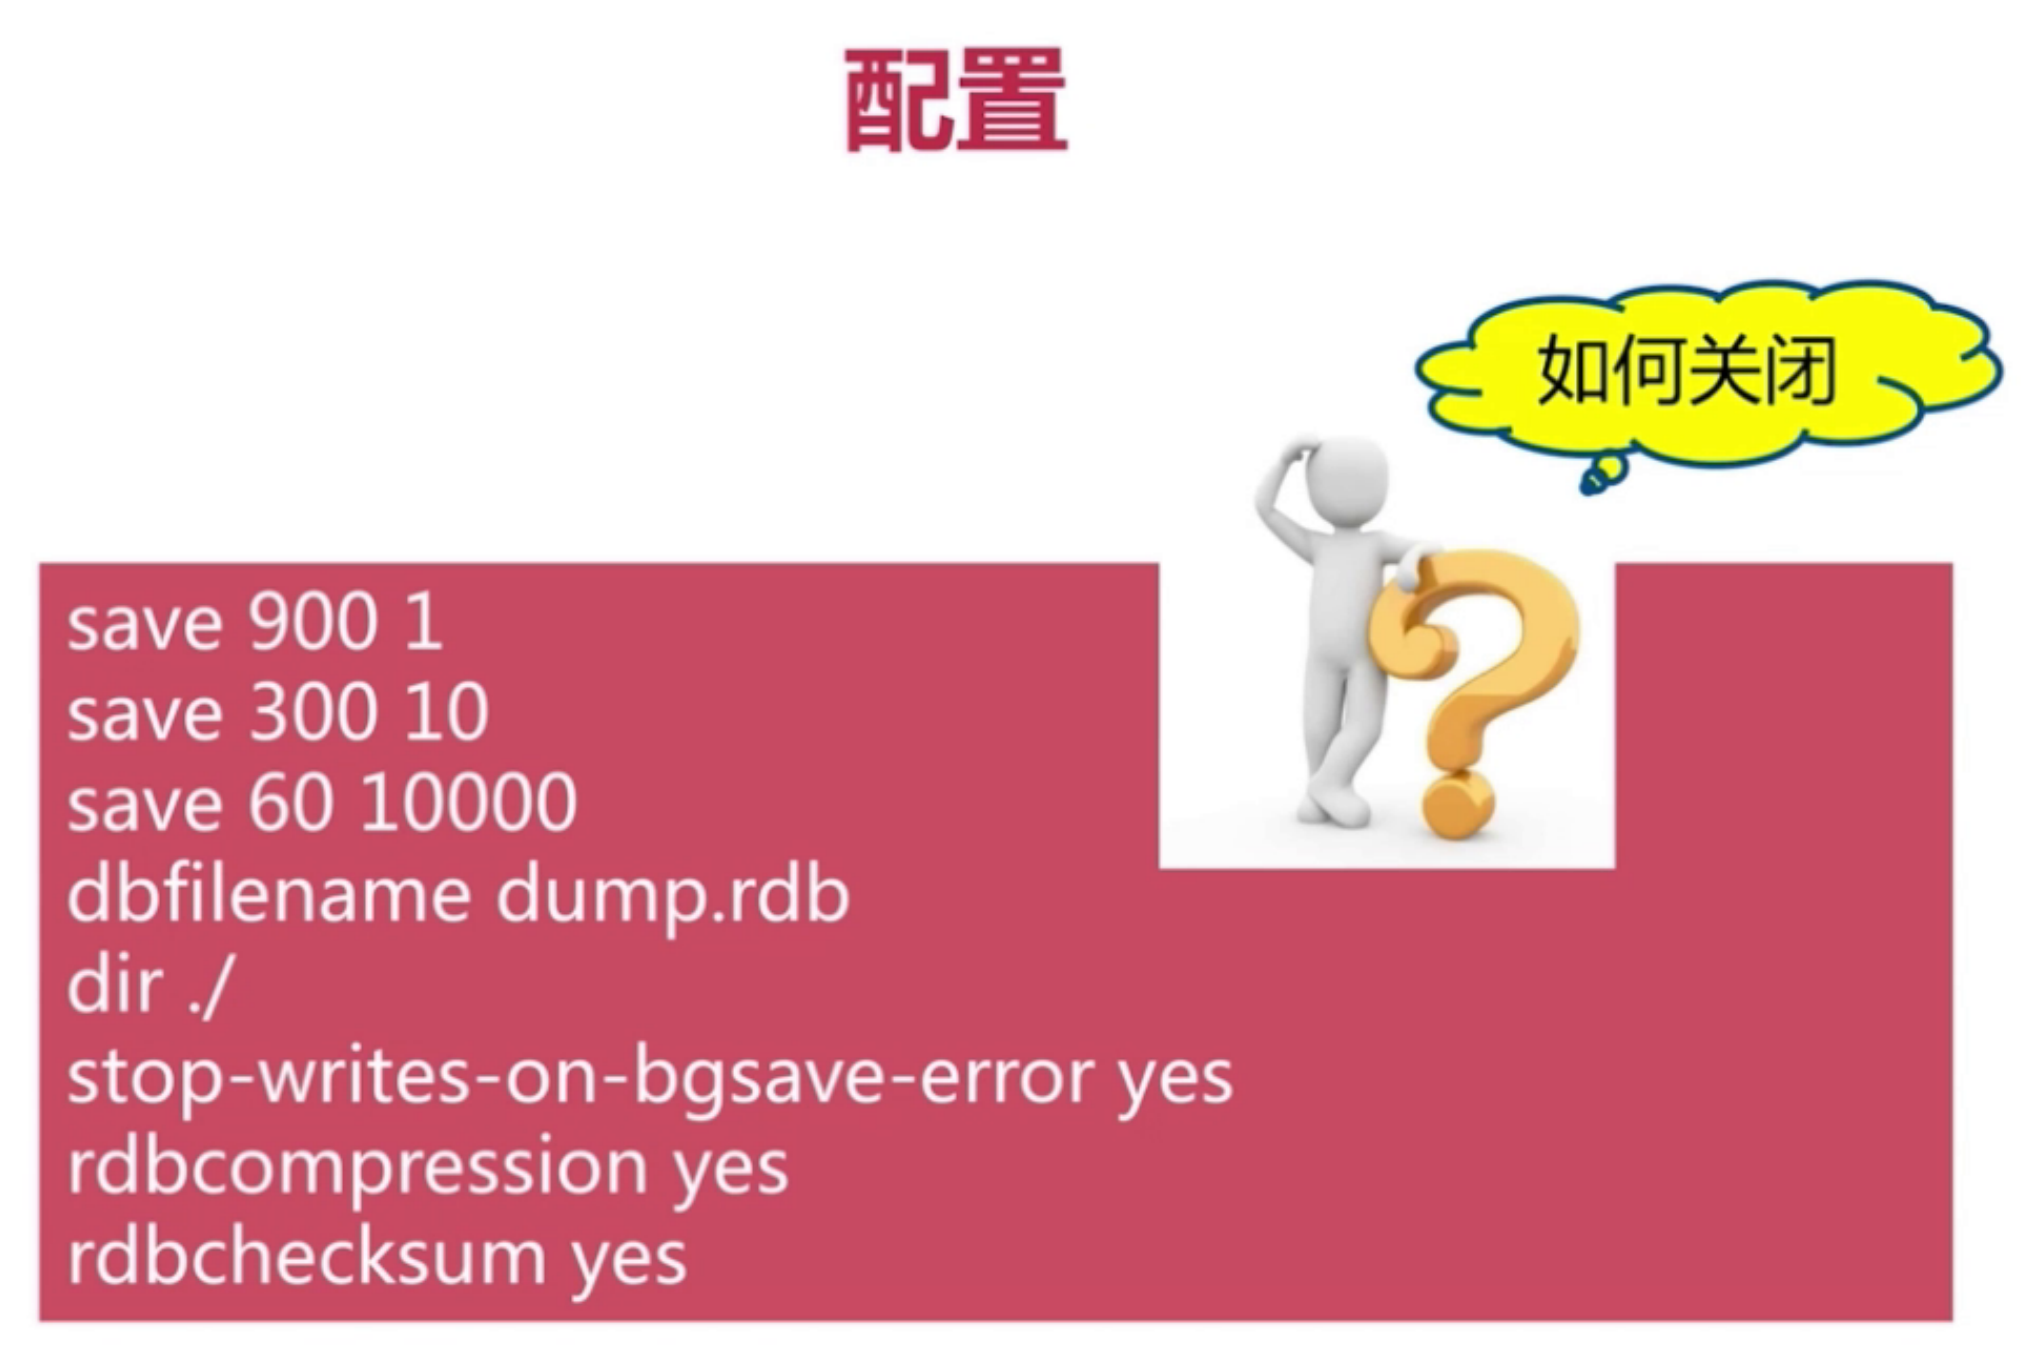 配置
如何关闭
save 900 1
save 300 10
save 60 10000
dbfilename dump.rdb
dir ./
stop-writes-on-bgsave-error yes
rdbcompression yes
rdbchecksum yes